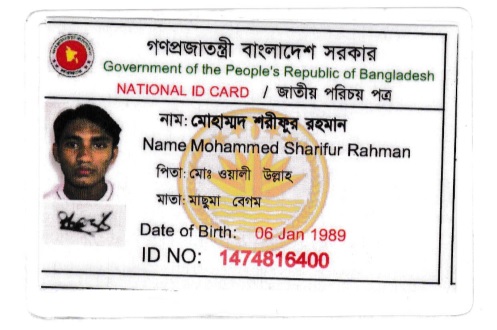 গণপ্রজাতন্ত্রী বাংলাদেশ সরকার
Government of the People's Republic of Bangladesh
NATIONAL ID CARD / জাতীয় পরিচয় পত্র
নাম: মোহাম্মদ শরীফুর রহমান
Name Mohammed Sharifur Rahman
পিতা: মোঃ ওয়ালী উল্লাহ
মাতা: মাছুমা বেগম
Date of Birth: 06 Jan 1989
ID NO: 1474816400